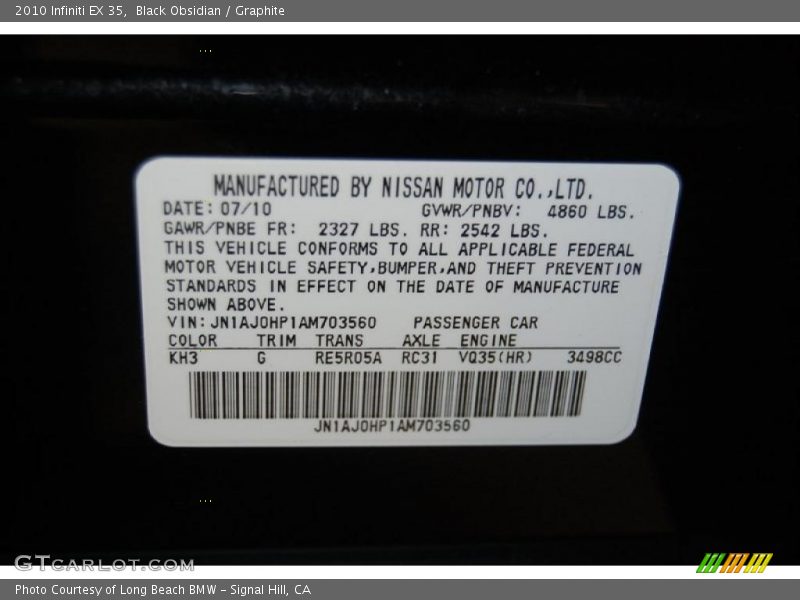 2010 Infiniti EX 35, Black Obsidian / Graphite
MANUFACTURED BY NISSAN MOTOR CO.,LTD.
DATE: 07/10 GVWR/PNBV: 4860 LBS.
GAWR/PNBE FR: 2327 LBS. RR: 2542 LBS.
THIS VEHICLE CONFORMS TO ALL APPLICABLE FEDERAL
MOTOR VEHICLE SAFETY,BUMPER,AND THEFT PREVENTION
STANDARDS IN EFFECT ON THE DATE OF MANUFACTURE
SHOWN ABOVE.
VIN: JN1AJ0HP1AM703560 PASSENGER CAR
COLOR TRIM TRANS AXLE ENGINE
KH3 G RE5R05A RC31 VQ35(HR) 3498CC
JN1AJ0HP1AM703560
GTCARLOT.COM
Photo Courtesy of Long Beach BMW - Signal Hill, CA